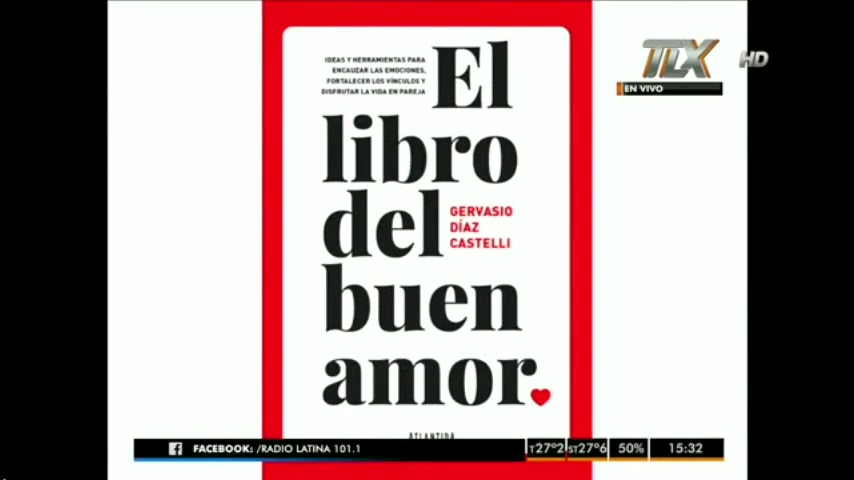 IDEAS Y HERRAMIENTAS PARA
ENCAUZAR LAS EMOCIONES,
FORTALECER LOS VÍNCULOS Y
DISFRUTAR LA VIDA EN PAREJA
El
libro
del
buen
amor.
GERVASIO
DÍAZ
CASTELLI
ATLANTIDA
TLX HD
EN VIVO
FACEBOOK: /RADIO LATINA 101.1
T27°2 ST27°6 50% 15:32